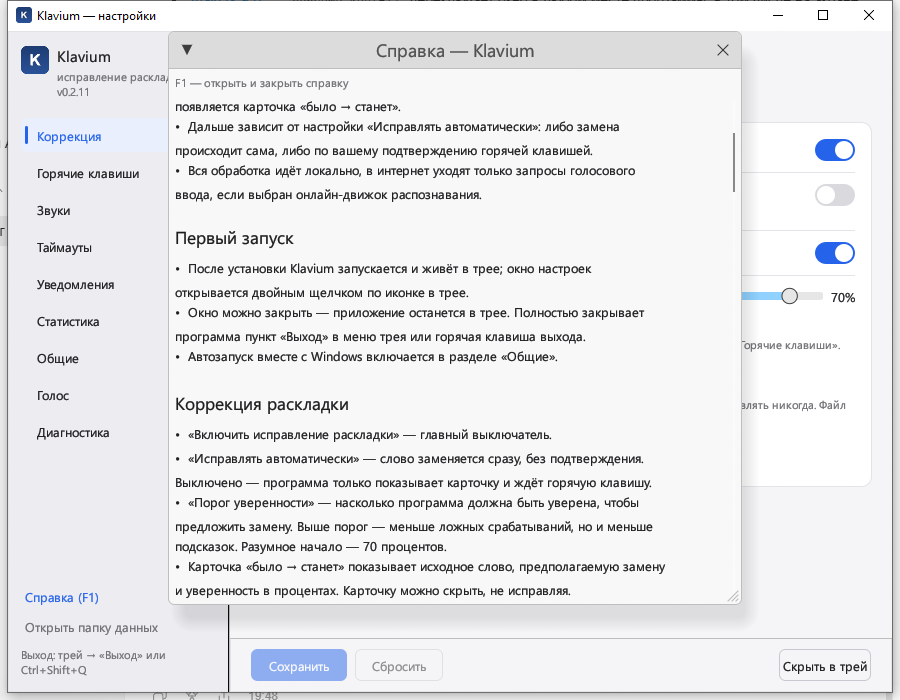 Klavium — настройки
Klavium
исправление расклад
v0.2.11
Коррекция
Горячие клавиши
Звуки
Таймауты
Уведомления
Статистика
Общие
Голос
Диагностика
Справка (F1)
Открыть папку данных
Выход: трей → «Выход» или
Ctrl+Shift+Q
▼ Справка — Klavium
F1 — открыть и закрыть справку
появляется карточка «было → станет».
• Дальше зависит от настройки «Исправлять автоматически»: либо замена
происходит сама, либо по вашему подтверждению горячей клавишей.
• Вся обработка идёт локально, в интернет уходят только запросы голосового
ввода, если выбран онлайн-движок распознавания.
Первый запуск
• После установки Klavium запускается и живёт в трее; окно настроек
открывается двойным щелчком по иконке в трее.
• Окно можно закрыть — приложение останется в трее. Полностью закрывает
программа пункт «Выход» в меню трея или горячая клавиша выхода.
• Автозапуск вместе с Windows включается в разделе «Общие».
Коррекция раскладки
• «Включить исправление раскладки» — главный выключатель.
• «Исправлять автоматически» — слово заменяется сразу, без подтверждения.
Выключено — программа только показывает карточку и ждёт горячую клавишу.
• «Порог уверенности» — насколько программа должна быть уверена, чтобы
предложить замену. Выше порог — меньше ложных срабатываний, но и меньше
подсказок. Разумное начало — 70 процентов.
• Карточка «было → станет» показывает исходное слово, предполагаемую замену
и уверенность в процентах. Карточку можно скрыть, не исправляя.
70%
Горячие клавиши».
влять никогда. Файл
Сохранить
Сбросить
Скрыть в трей
19:48